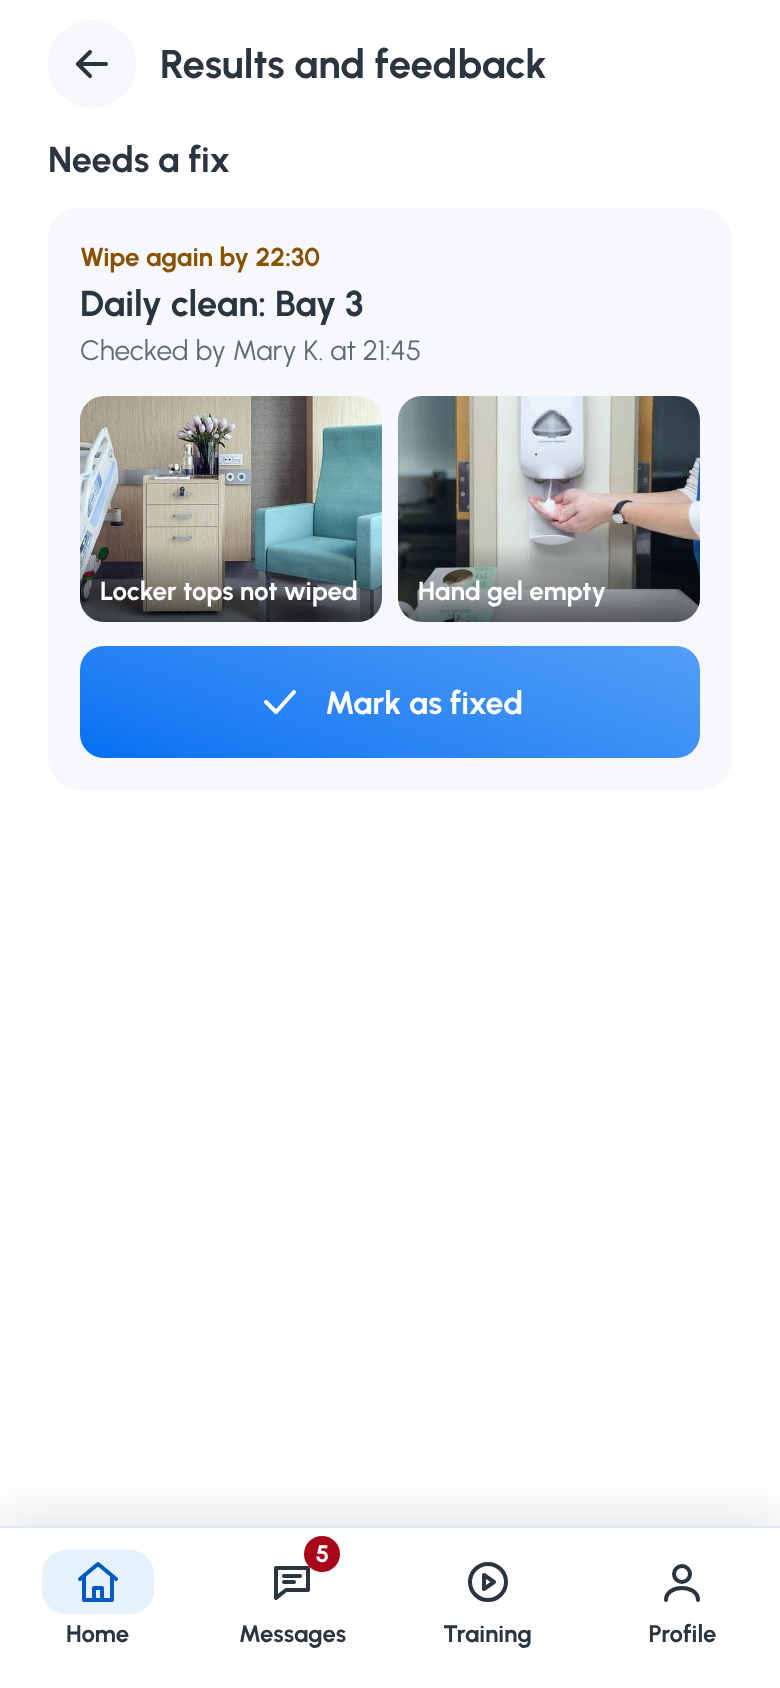 Results and feedback
Needs a fix
Wipe again by 22:30
Daily clean: Bay 3
Checked by Mary K. at 21:45
Locker tops not wiped
Hand gel empty
Mark as fixed
5
Home
Messages
Training
Profile